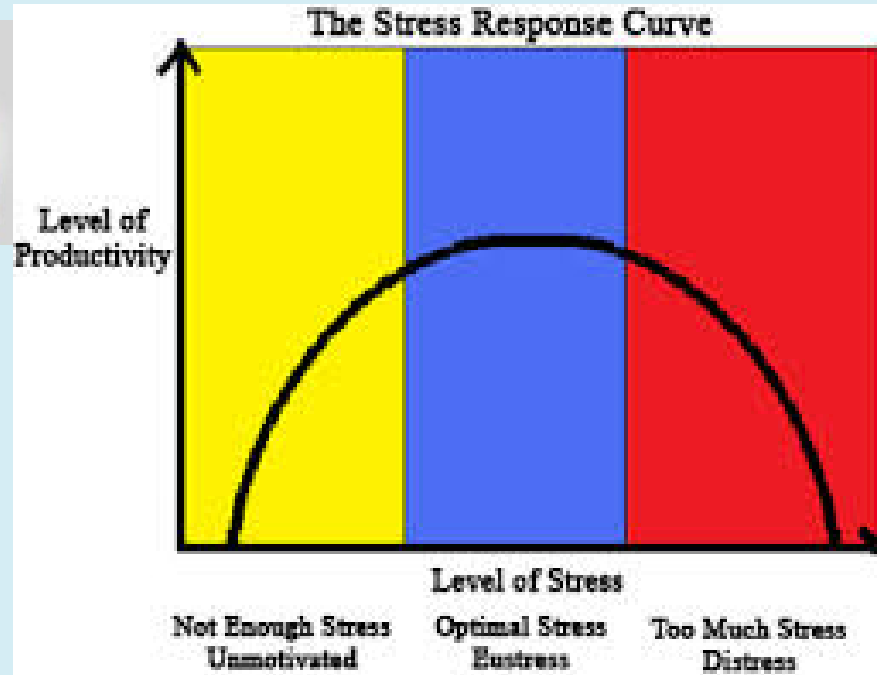 The Stress Response Curve
Level of
Productivity
Level of Stress
Not Enough Stress
Unmotivated
Optimal Stress
Eustress
Too Much Stress
Distress